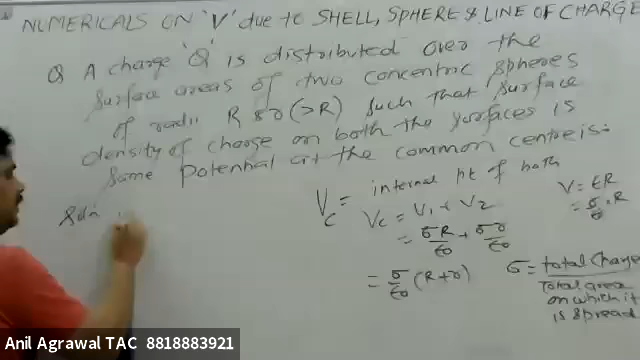 NUMERICALS ON 'V' due to SHELL, SPHERE & LINE OF CHARGE
Q A charge 'Q' is distributed over the
surface areas of two concentric spheres
of radii R & r (>R) such that surface
density of charge on both the surfaces is
same potential at the common centre is:
Soln
Vc = internal pt of both
Vc = V1 + V2
= σR/ε0 + σr/ε0
= σ/ε0 (R+r)
V = ER
= σ/ε0 . R
σ = total charge
Total area
on which it
is spread
Anil Agrawal TAC 8818883921